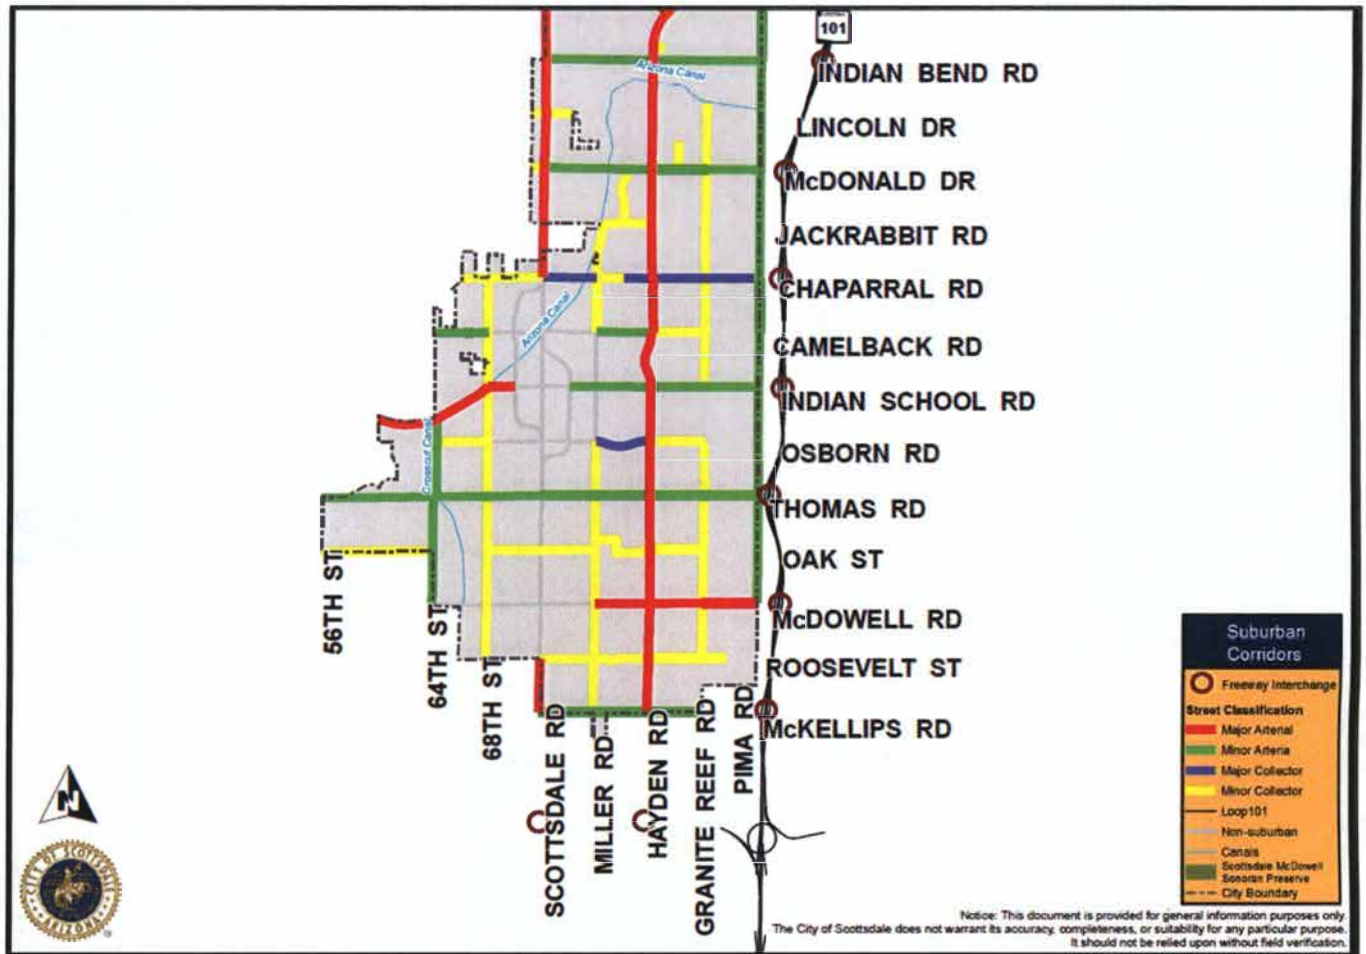 101
INDIAN BEND RD
Arizona Canal
LINCOLN DR
McDONALD DR
JACKRABBIT RD
CHAPARRAL RD
Arizona Canal
CAMELBACK RD
INDIAN SCHOOL RD
Crosscut Canal
OSBORN RD
THOMAS RD
OAK ST
McDOWELL RD
ROOSEVELT ST
McKELLIPS RD
56TH ST
64TH ST
68TH ST
SCOTTSDALE RD
MILLER RD
HAYDEN RD
GRANITE REEF RD
PIMA RD
N
CITY OF SCOTTSDALE
ARIZONA
Suburban
Corridors
Freeway Interchange
Street Classification
Major Arterial
Minor Arteria
Major Collector
Minor Collector
Loop101
Non-suburban
Canals
Scottsdale McDowell
Sonoran Preserve
City Boundary
Notice: This document is provided for general information purposes only.
The City of Scottsdale does not warrant its accuracy, completeness, or suitability for any particular purpose.
It should not be relied upon without field verification.